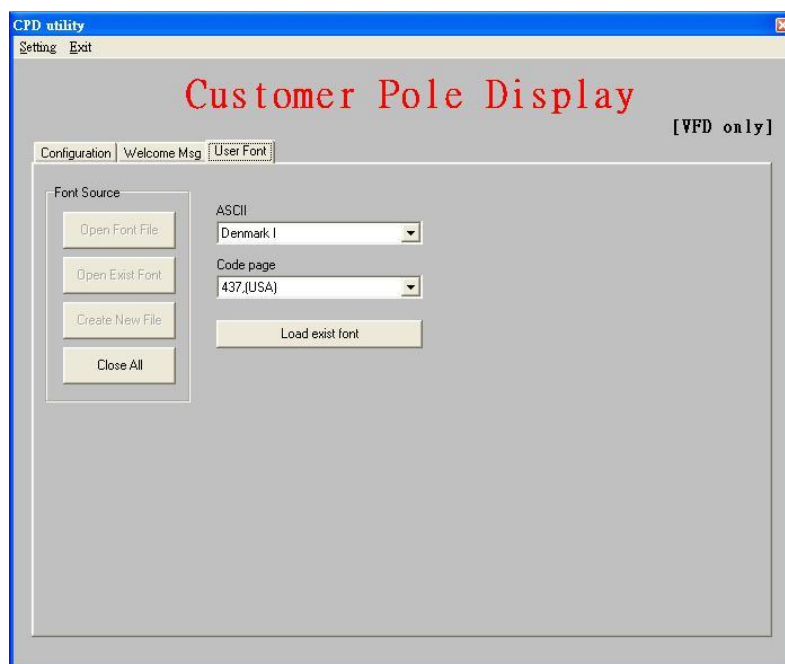 CPD utility
Setting Exit
Customer Pole Display
[VFD only]
Configuration Welcome Msg User Font
Font Source
Open Font File
Open Exist Font
Create New File
Close All
ASCII
Denmark I
Code page
437,(USA)
Load exist font